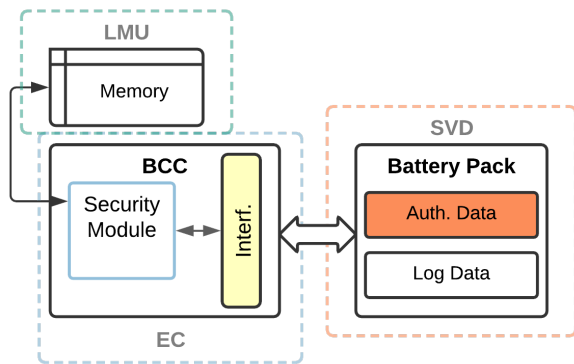 LMU
Memory
SVD
BCC
Battery Pack
Security
Module
Interf.
Auth. Data
Log Data
EC